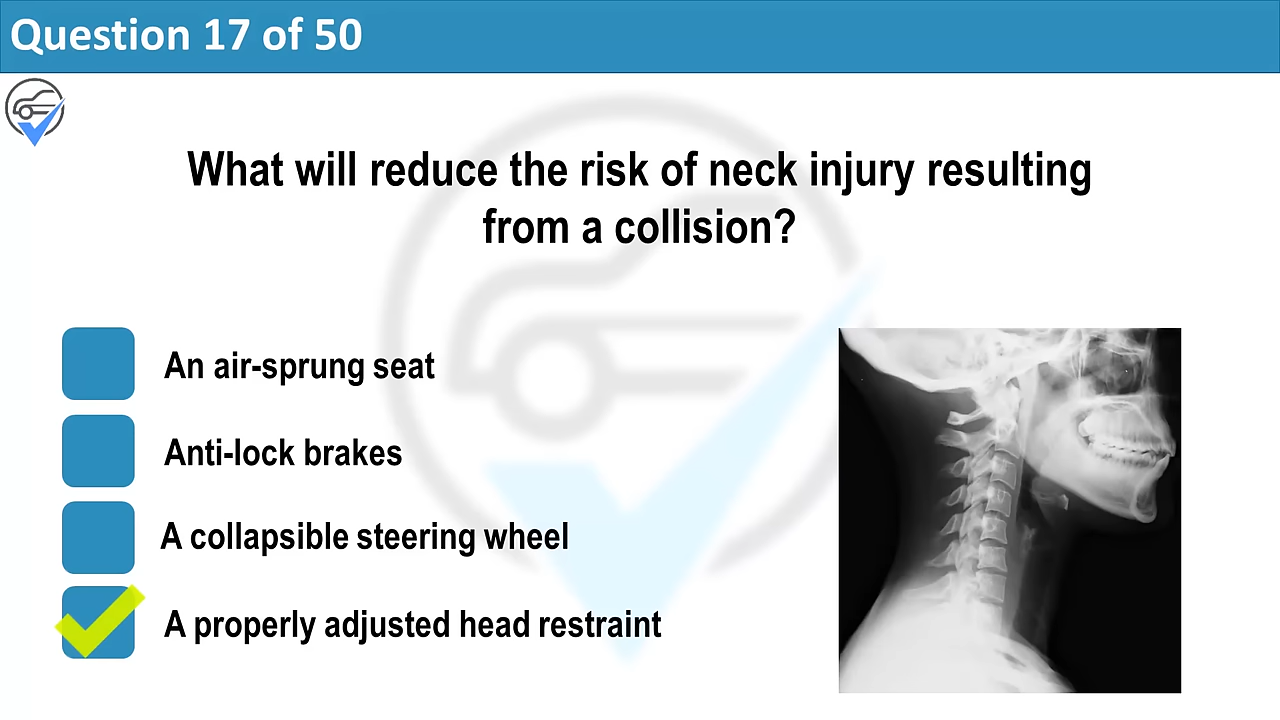 Question 17 of 50
What will reduce the risk of neck injury resulting
from a collision?
An air-sprung seat
Anti-lock brakes
A collapsible steering wheel
A properly adjusted head restraint